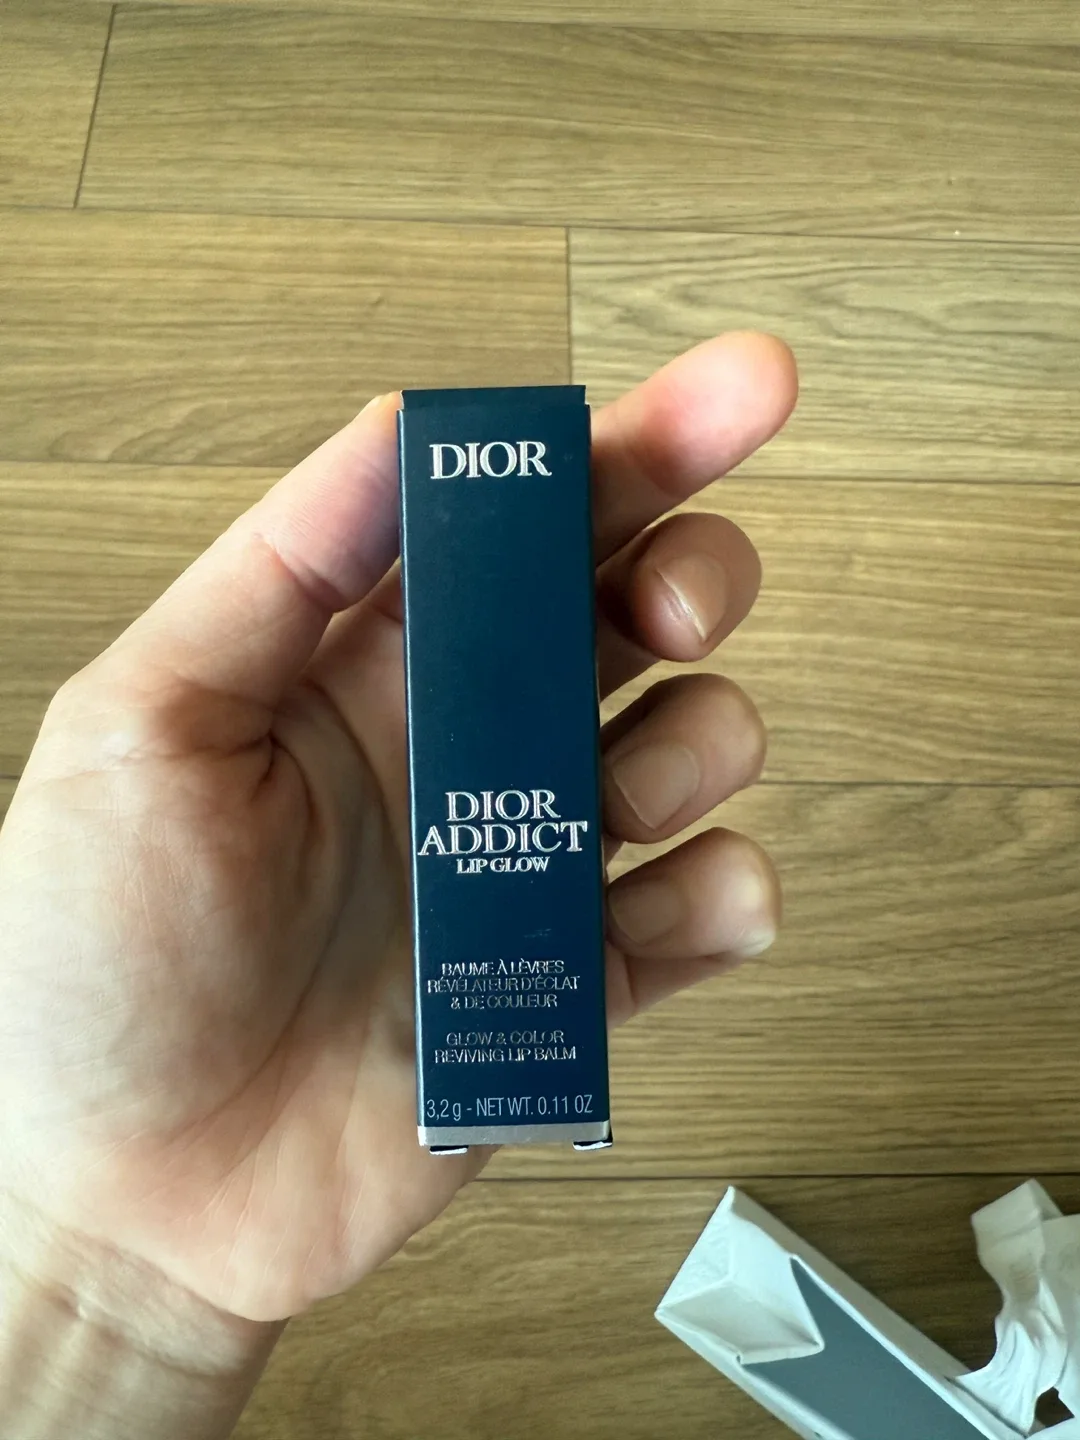 DIOR
DIOR
ADDICT
LIP GLOW
BAUME À LÈVRES
RÉVÉLATEUR D'ÉCLAT
& DE COULEUR
GLOW & COLOR
REVIVING LIP BALM
3,2 g - NET WT. 0.11 OZ